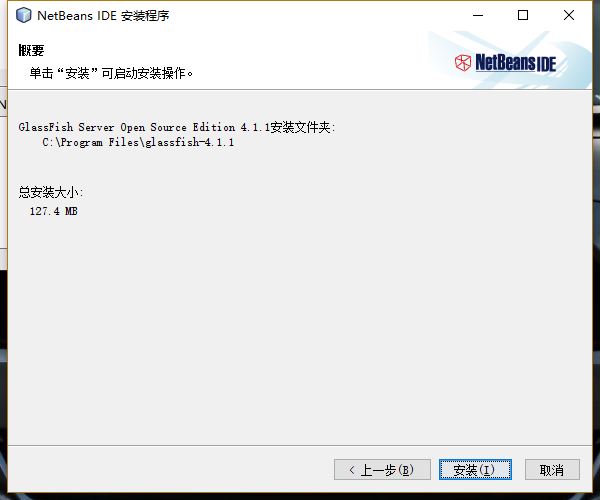 NetBeans IDE 安装程序
概要
单击“安装”可启动安装操作。
NetBeans IDE
N
GlassFish Server Open Source Edition 4.1.1安装文件夹:
C:\Program Files\glassfish-4.1.1
总安装大小:
127.4 MB
< 上一步(B)
安装(I)
取消